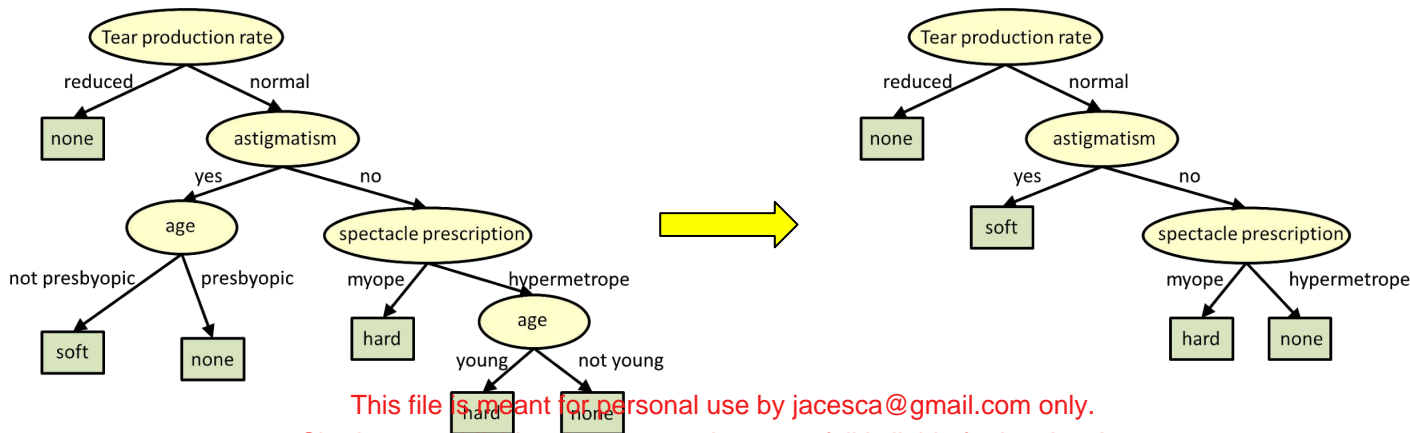 Tear production rate
reduced normal
none
astigmatism
yes no
age
spectacle prescription
not presbyopic presbyopic
myope hypermetrope
soft
none
hard
age
young not young
hard none
Tear production rate
reduced normal
none
astigmatism
yes no
soft
spectacle prescription
myope hypermetrope
hard none
This file is meant for personal use by jacesca@gmail.com only.